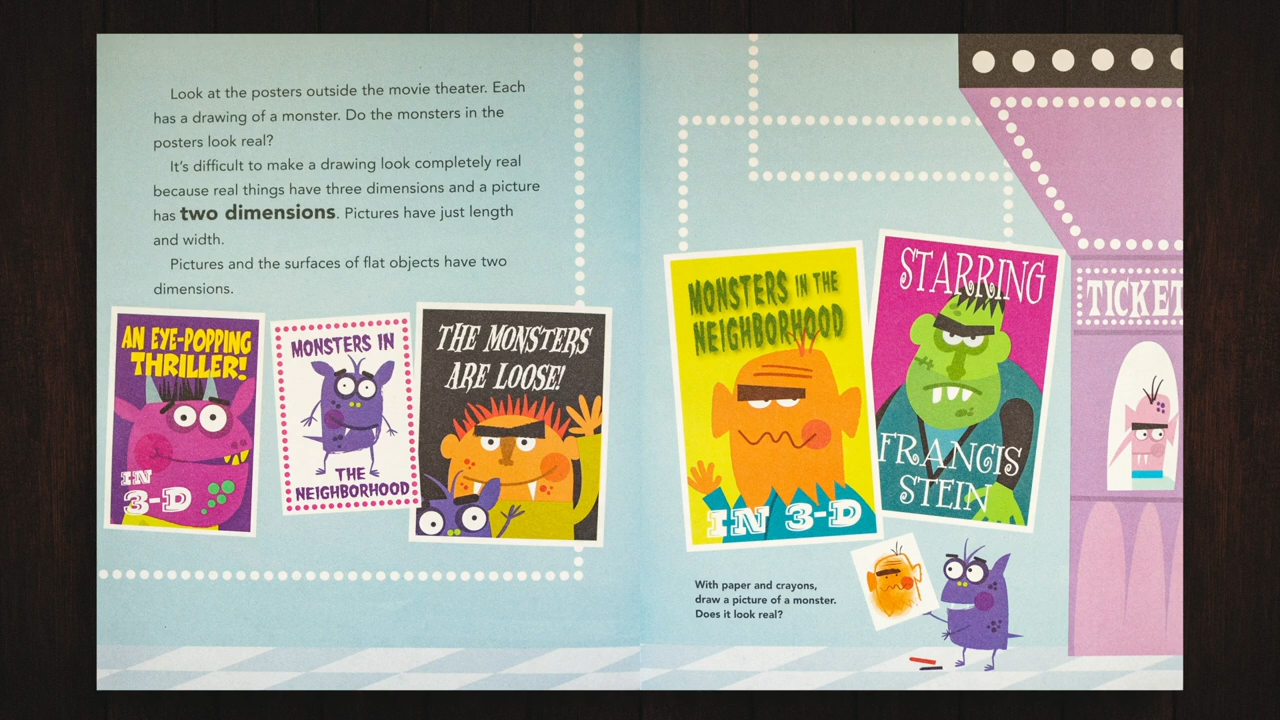 Look at the posters outside the movie theater. Each
has a drawing of a monster. Do the monsters in the
posters look real?
It's difficult to make a drawing look completely real
because real things have three dimensions and a picture
has two dimensions. Pictures have just length
and width.
Pictures and the surfaces of flat objects have two
dimensions.
AN EYE-POPPING
THRILLER!
IN
3-D
MONSTERS IN
THE
NEIGHBORHOOD
THE MONSTERS
ARE LOOSE!
MONSTERS IN THE
NEIGHBORHOOD
IN 3-D
STARRING
FRANCIS
STEIN
TICKET
With paper and crayons,
draw a picture of a monster.
Does it look real?